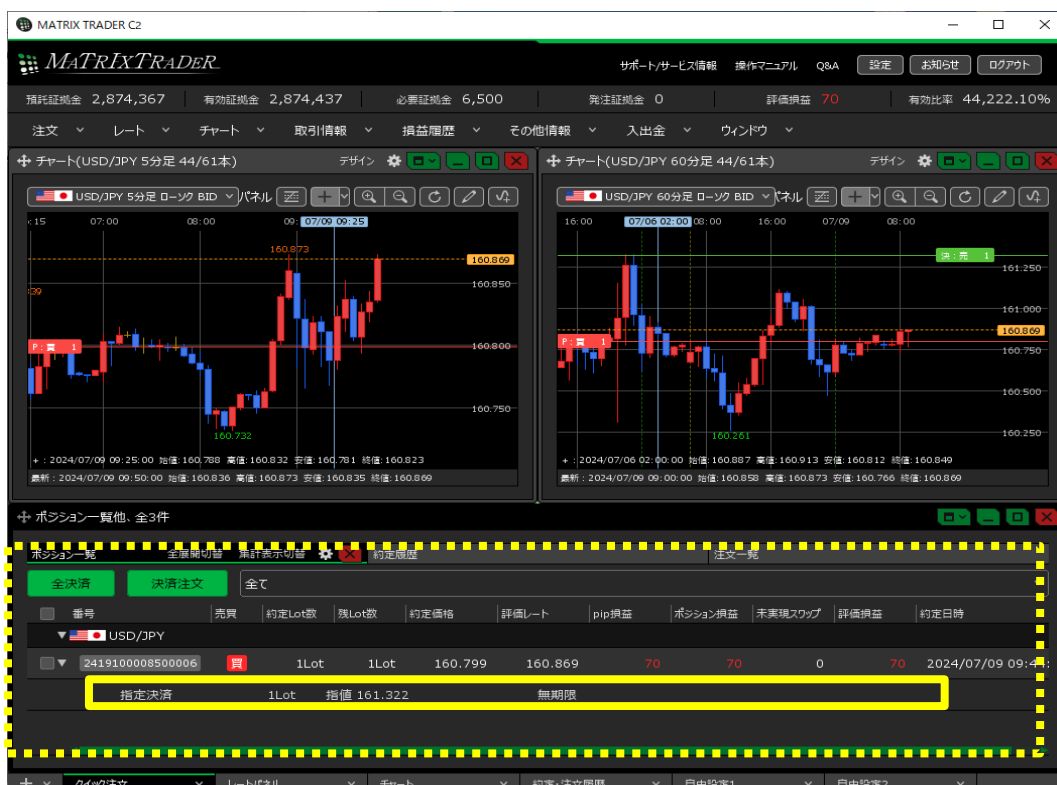 MATRIX TRADER C2
MATRIXTRADER
サポート/サービス情報 操作マニュアル Q&A 設定 お知らせ ログアウト
預託証拠金 2,874,367 有効証拠金 2,874,437 必要証拠金 6,500 発注証拠金 0 評価損益 70 有効比率 44,222.10%
注文 レート チャート 取引情報 損益履歴 その他情報 入出金 ウィンドウ
チャート(USD/JPY 5分足 44/61本) デザイン
チャート(USD/JPY 60分足 44/61本) デザイン
USD/JPY 5分足 ローソク BID パネル
USD/JPY 60分足 ローソク BID パネル
:15 07:00 08:00 09: 07/09 09:25
16:00 07/06 02:00 08:00 16:00 07/09 08:00
160.873
160.869
160.850
:39
160.800
P:買 1
160.750
160.732
決:売 1
161.250
161.000
160.869
P:買 1
160.750
160.500
160.261
160.250
+ : 2024/07/09 09:25:00 始値:160.788 高値:160.832 安値:160.781 終値:160.823
最新 : 2024/07/09 09:50:00 始値:160.836 高値:160.873 安値:160.835 終値:160.869
+ : 2024/07/06 02:00:00 始値:160.887 高値:160.913 安値:160.812 終値:160.849
最新 : 2024/07/09 09:00:00 始値:160.858 高値:160.873 安値:160.766 終値:160.869
ポジション一覧他、全3件
ポジション一覧 全展開切替 集計表示切替 約定履歴 注文一覧
全決済 決済注文 全て
番号 売買 約定Lot数 残Lot数 約定価格 評価レート pip損益 ポジション損益 未実現スワップ 評価損益 約定日時
USD/JPY
2419100008500006 買 1Lot 1Lot 160.799 160.869 70 70 0 70 2024/07/09 09:44:
指定決済 1Lot 指値 161.322 無期限
クイック注文 レートパネル チャート 約定・注文履歴 自由設定1 自由設定2